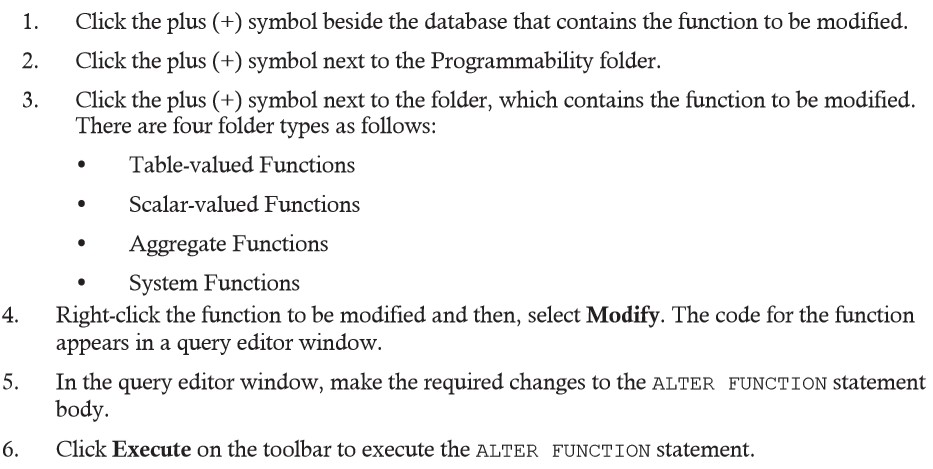 1. Click the plus (+) symbol beside the database that contains the function to be modified.
2. Click the plus (+) symbol next to the Programmability folder.
3. Click the plus (+) symbol next to the folder, which contains the function to be modified.
There are four folder types as follows:
• Table-valued Functions
• Scalar-valued Functions
• Aggregate Functions
• System Functions
4. Right-click the function to be modified and then, select Modify. The code for the function
appears in a query editor window.
5. In the query editor window, make the required changes to the ALTER FUNCTION statement
body.
6. Click Execute on the toolbar to execute the ALTER FUNCTION statement.